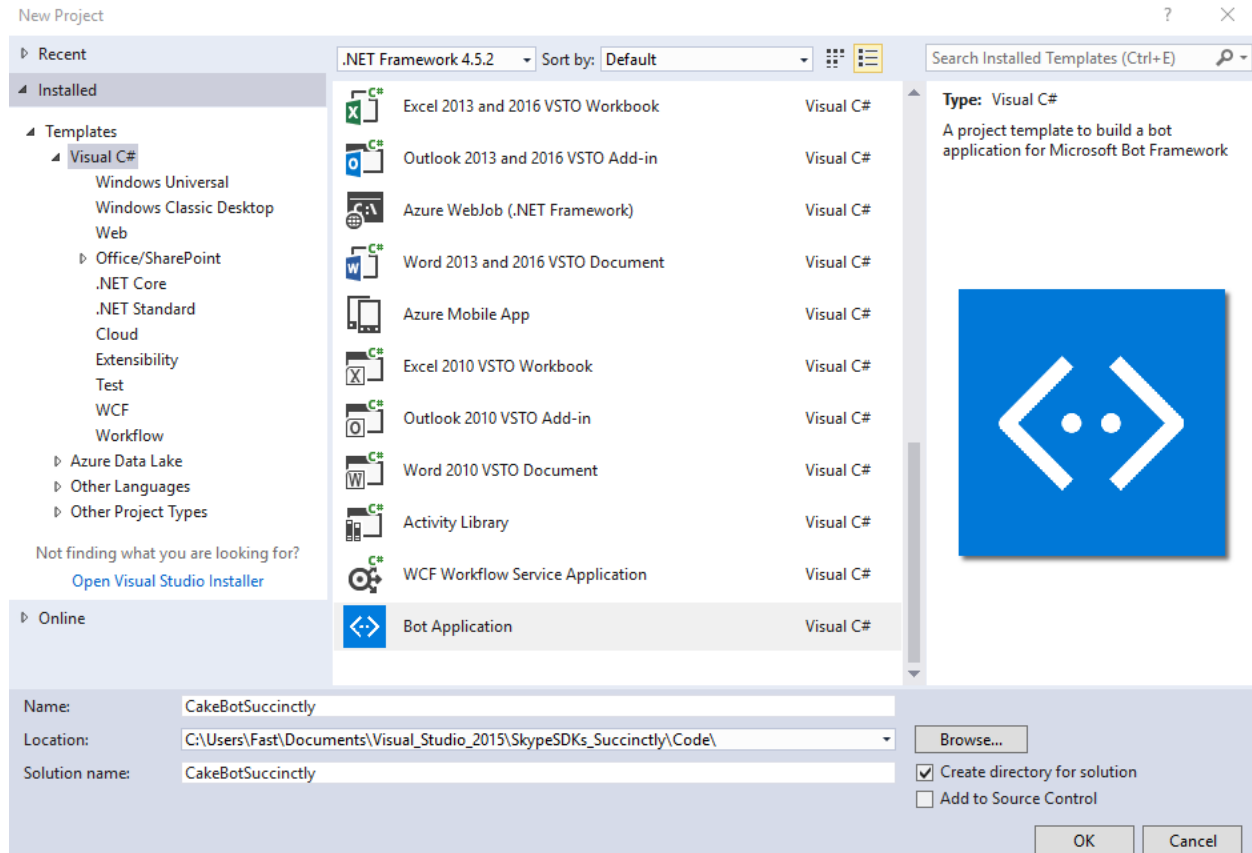 New Project
?
Recent
.NET Framework 4.5.2
Sort by: Default
Search Installed Templates (Ctrl+E)
Installed
Templates
Visual C#
Windows Universal
Windows Classic Desktop
Web
Office/SharePoint
.NET Core
.NET Standard
Cloud
Extensibility
Test
WCF
Workflow
Azure Data Lake
Other Languages
Other Project Types
Not finding what you are looking for?
Open Visual Studio Installer
Online
Excel 2013 and 2016 VSTO Workbook Visual C#
Outlook 2013 and 2016 VSTO Add-in Visual C#
Azure WebJob (.NET Framework) Visual C#
Word 2013 and 2016 VSTO Document Visual C#
Azure Mobile App Visual C#
Excel 2010 VSTO Workbook Visual C#
Outlook 2010 VSTO Add-in Visual C#
Word 2010 VSTO Document Visual C#
Activity Library Visual C#
WCF Workflow Service Application Visual C#
Bot Application Visual C#
Type: Visual C#
A project template to build a bot
application for Microsoft Bot Framework
Name: CakeBotSuccinctly
Location: C:\Users\Fast\Documents\Visual_Studio_2015\SkypeSDKs_Succinctly\Code\
Browse...
Solution name: CakeBotSuccinctly
Create directory for solution
Add to Source Control
OK
Cancel